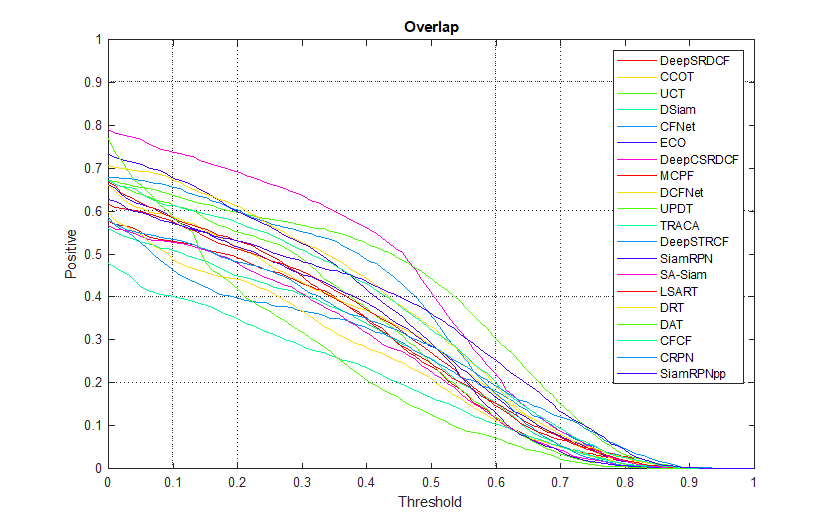 Overlap
1
0.9
0.8
0.7
0.6
0.5
0.4
0.3
0.2
0.1
0
Positive
0 0.1 0.2 0.3 0.4 0.5 0.6 0.7 0.8 0.9 1
Threshold
DeepSRDCF
CCOT
UCT
DSiam
CFNet
ECO
DeepCSRDCF
MCPF
DCFNet
UPDT
TRACA
DeepSTRCF
SiamRPN
SA-Siam
LSART
DRT
DAT
CFCF
CRPN
SiamRPNpp